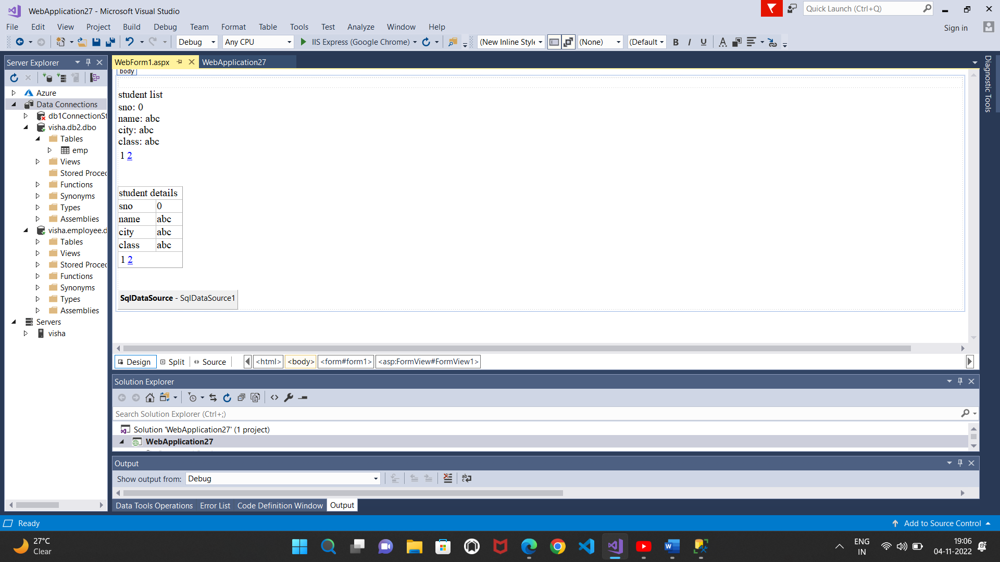 WebApplication27 - Microsoft Visual Studio
Quick Launch (Ctrl+Q)
File Edit View Project Build Debug Team Format Table Tools Test Analyze Window Help
Sign in
Debug Any CPU IIS Express (Google Chrome) (New Inline Style (None) (Default B I U A
Server Explorer
WebForm1.aspx WebApplication27
Diagnostic Tools
Azure
Data Connections
db1ConnectionSt
visha.db2.dbo
Tables
emp
Views
Stored Proced
Functions
Synonyms
Types
Assemblies
visha.employee.d
Tables
Views
Stored Proced
Functions
Synonyms
Types
Assemblies
Servers
visha
body
student list
sno: 0
name: abc
city: abc
class: abc
1 2
student details
sno 0
name abc
city abc
class abc
1 2
SqlDataSource - SqlDataSource1
Design Split Source <html> <body> <form#form1> <asp:FormView#FormView1>
Solution Explorer
Search Solution Explorer (Ctrl+;)
Solution 'WebApplication27' (1 project)
WebApplication27
Output
Show output from: Debug
Data Tools Operations Error List Code Definition Window Output
Ready
Add to Source Control
27°C
Clear
ENG
IN
19:06
04-11-2022